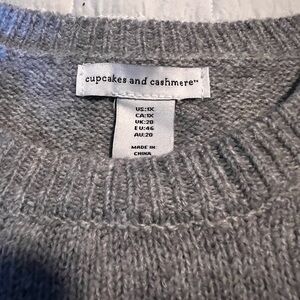 cupcakes and cashmere™
US:1X
CA:1X
UK:20
EU:46
AU:20
MADE IN
CHINA